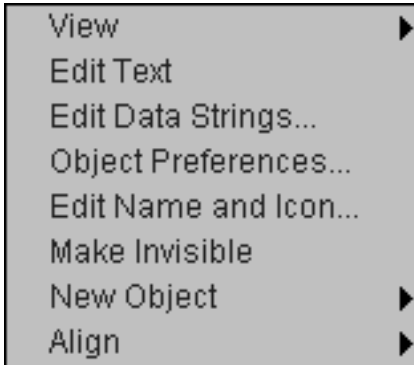 View
Edit Text
Edit Data Strings...
Object Preferences...
Edit Name and Icon...
Make Invisible
New Object
Align